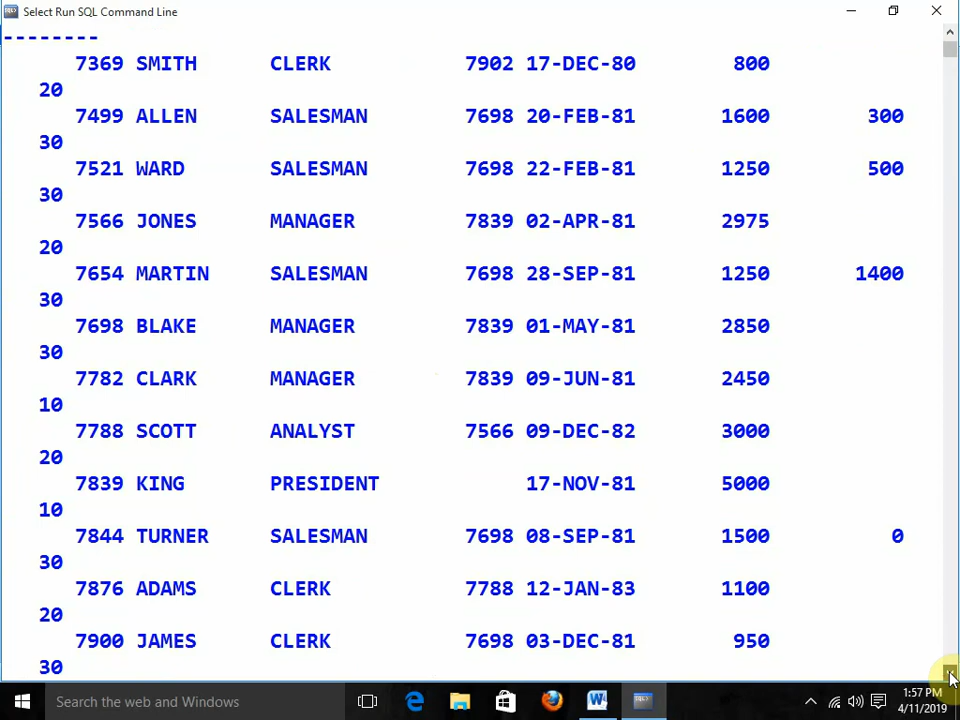 Select Run SQL Command Line
--------
7369 SMITH CLERK 7902 17-DEC-80 800
20
7499 ALLEN SALESMAN 7698 20-FEB-81 1600 300
30
7521 WARD SALESMAN 7698 22-FEB-81 1250 500
30
7566 JONES MANAGER 7839 02-APR-81 2975
20
7654 MARTIN SALESMAN 7698 28-SEP-81 1250 1400
30
7698 BLAKE MANAGER 7839 01-MAY-81 2850
30
7782 CLARK MANAGER 7839 09-JUN-81 2450
10
7788 SCOTT ANALYST 7566 09-DEC-82 3000
20
7839 KING PRESIDENT 17-NOV-81 5000
10
7844 TURNER SALESMAN 7698 08-SEP-81 1500 0
30
7876 ADAMS CLERK 7788 12-JAN-83 1100
20
7900 JAMES CLERK 7698 03-DEC-81 950
30
Search the web and Windows
1:57 PM
4/11/2019